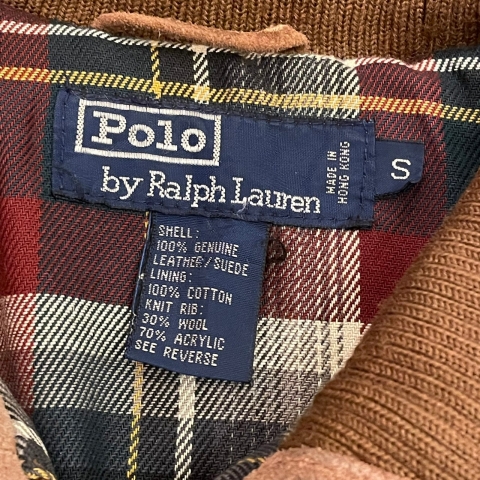 Polo
by Ralph Lauren
MADE IN
HONG KONG
S
SHELL:
100% GENUINE
LEATHER/SUEDE
LINING:
100% COTTON
KNIT RIB:
30% WOOL
70% ACRYLIC
SEE REVERSE